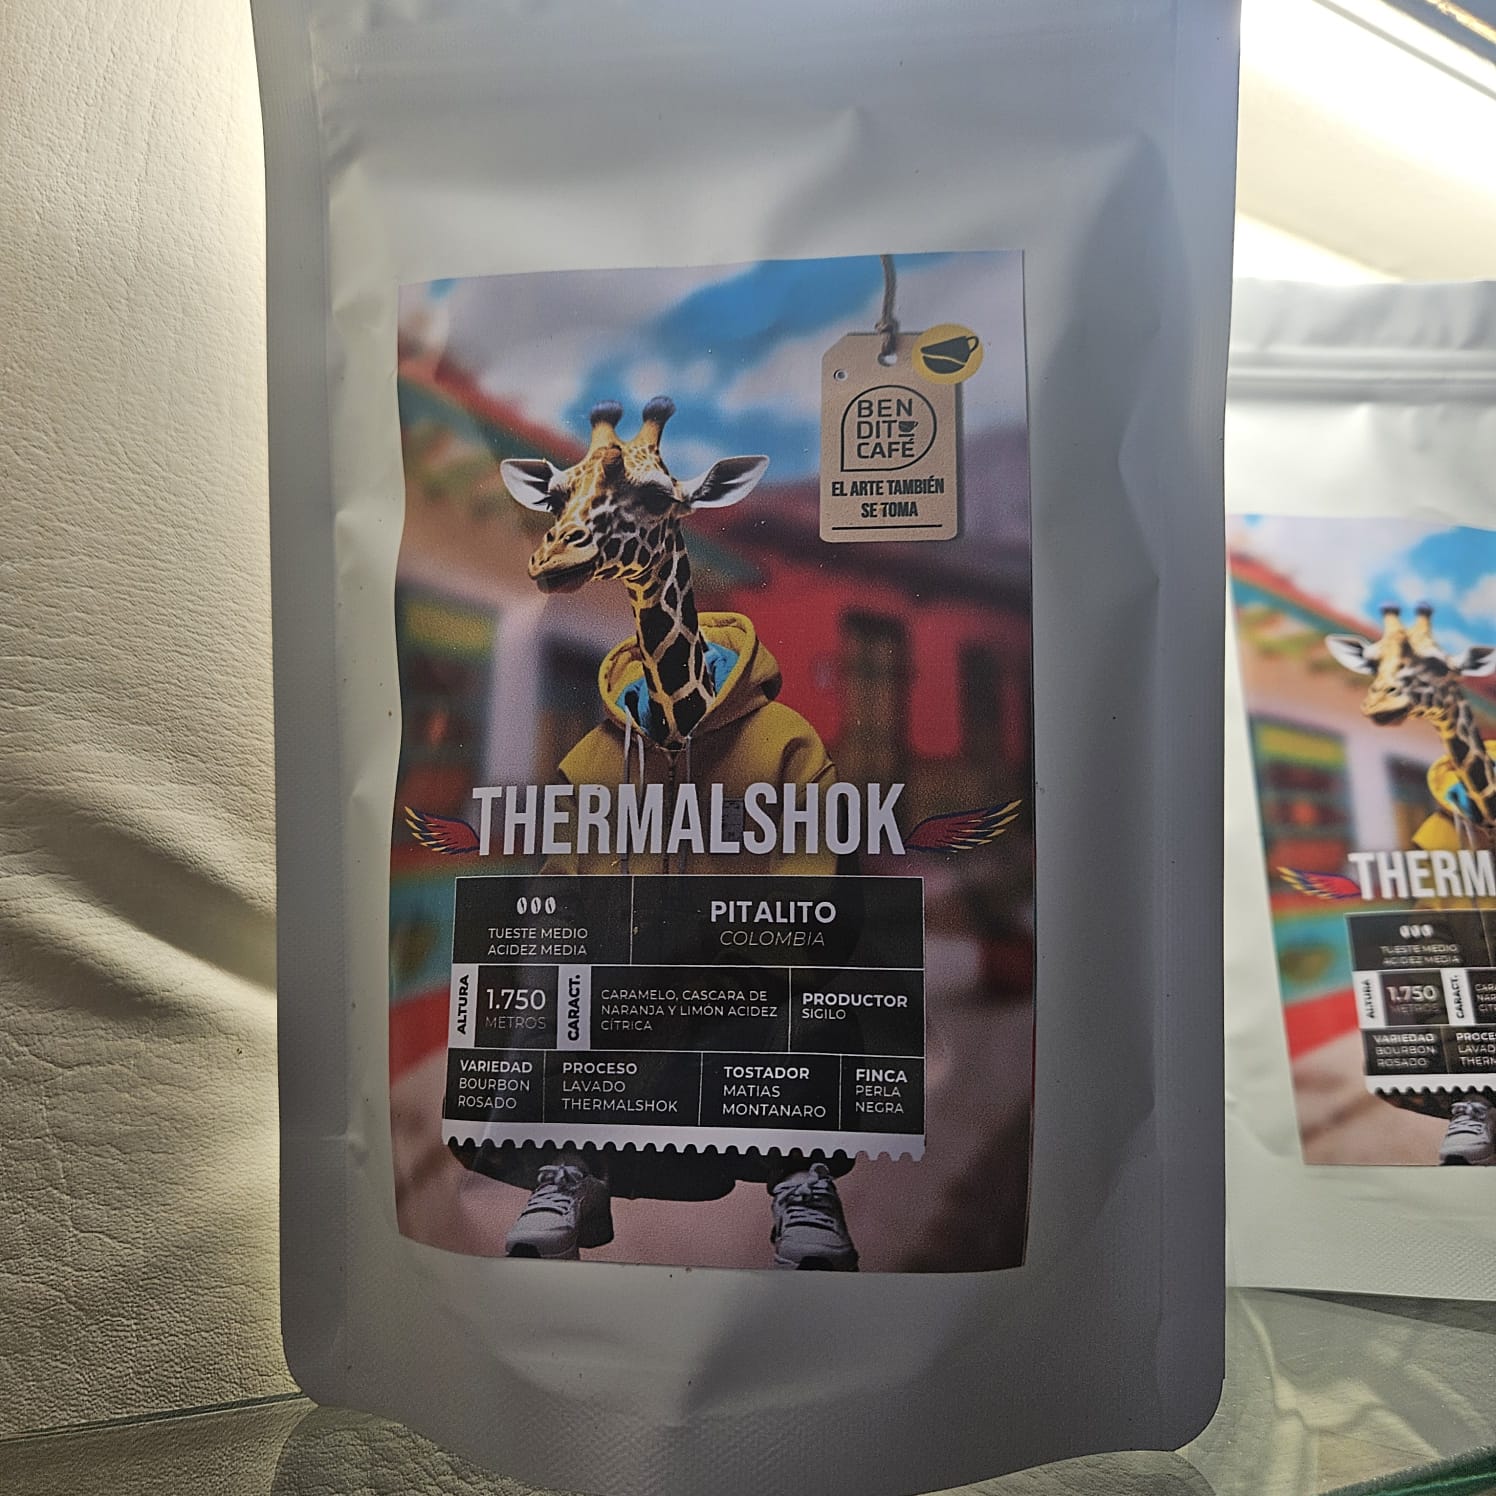 BEN
DITO
CAFÉ
EL ARTE TAMBIÉN
SE TOMA
THERMALSHOK
TUESTE MEDIO
ACIDEZ MEDIA
PITALITO
COLOMBIA
ALTURA
1.750
METROS
CARACT.
CARAMELO, CASCARA DE
NARANJA Y LIMÓN ACIDEZ
CÍTRICA
PRODUCTOR
SIGILO
VARIEDAD
BOURBON
ROSADO
PROCESO
LAVADO
THERMALSHOK
TOSTADOR
MATIAS
MONTANARO
FINCA
PERLA
NEGRA
THERM
TUESTE MEDIO
ACIDEZ MEDIA
ALTURA
1.750
METROS
CARACT.
VARIEDAD
BOURBON
ROSADO